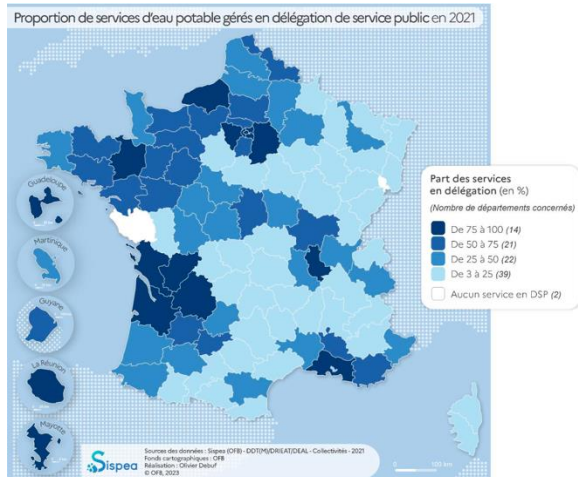 Proportion de services d'eau potable gérés en délégation de service public en 2021
Guadeloupe
Martinique
Guyane
La Réunion
Mayotte
Part des services
en délégation (en %)
(Nombre de départements concernés)
De 75 à 100 (14)
De 50 à 75 (21)
De 25 à 50 (22)
De 3 à 25 (39)
Aucun service en DSP (2)
Sispea
Sources des données : Sispea (OFB) - DDT(M)/DRIEAT/DEAL - Collectivités - 2021
Fonds cartographiques : OFB
Réalisation : Olivier Debuf
© OFB, 2023
0 100 km